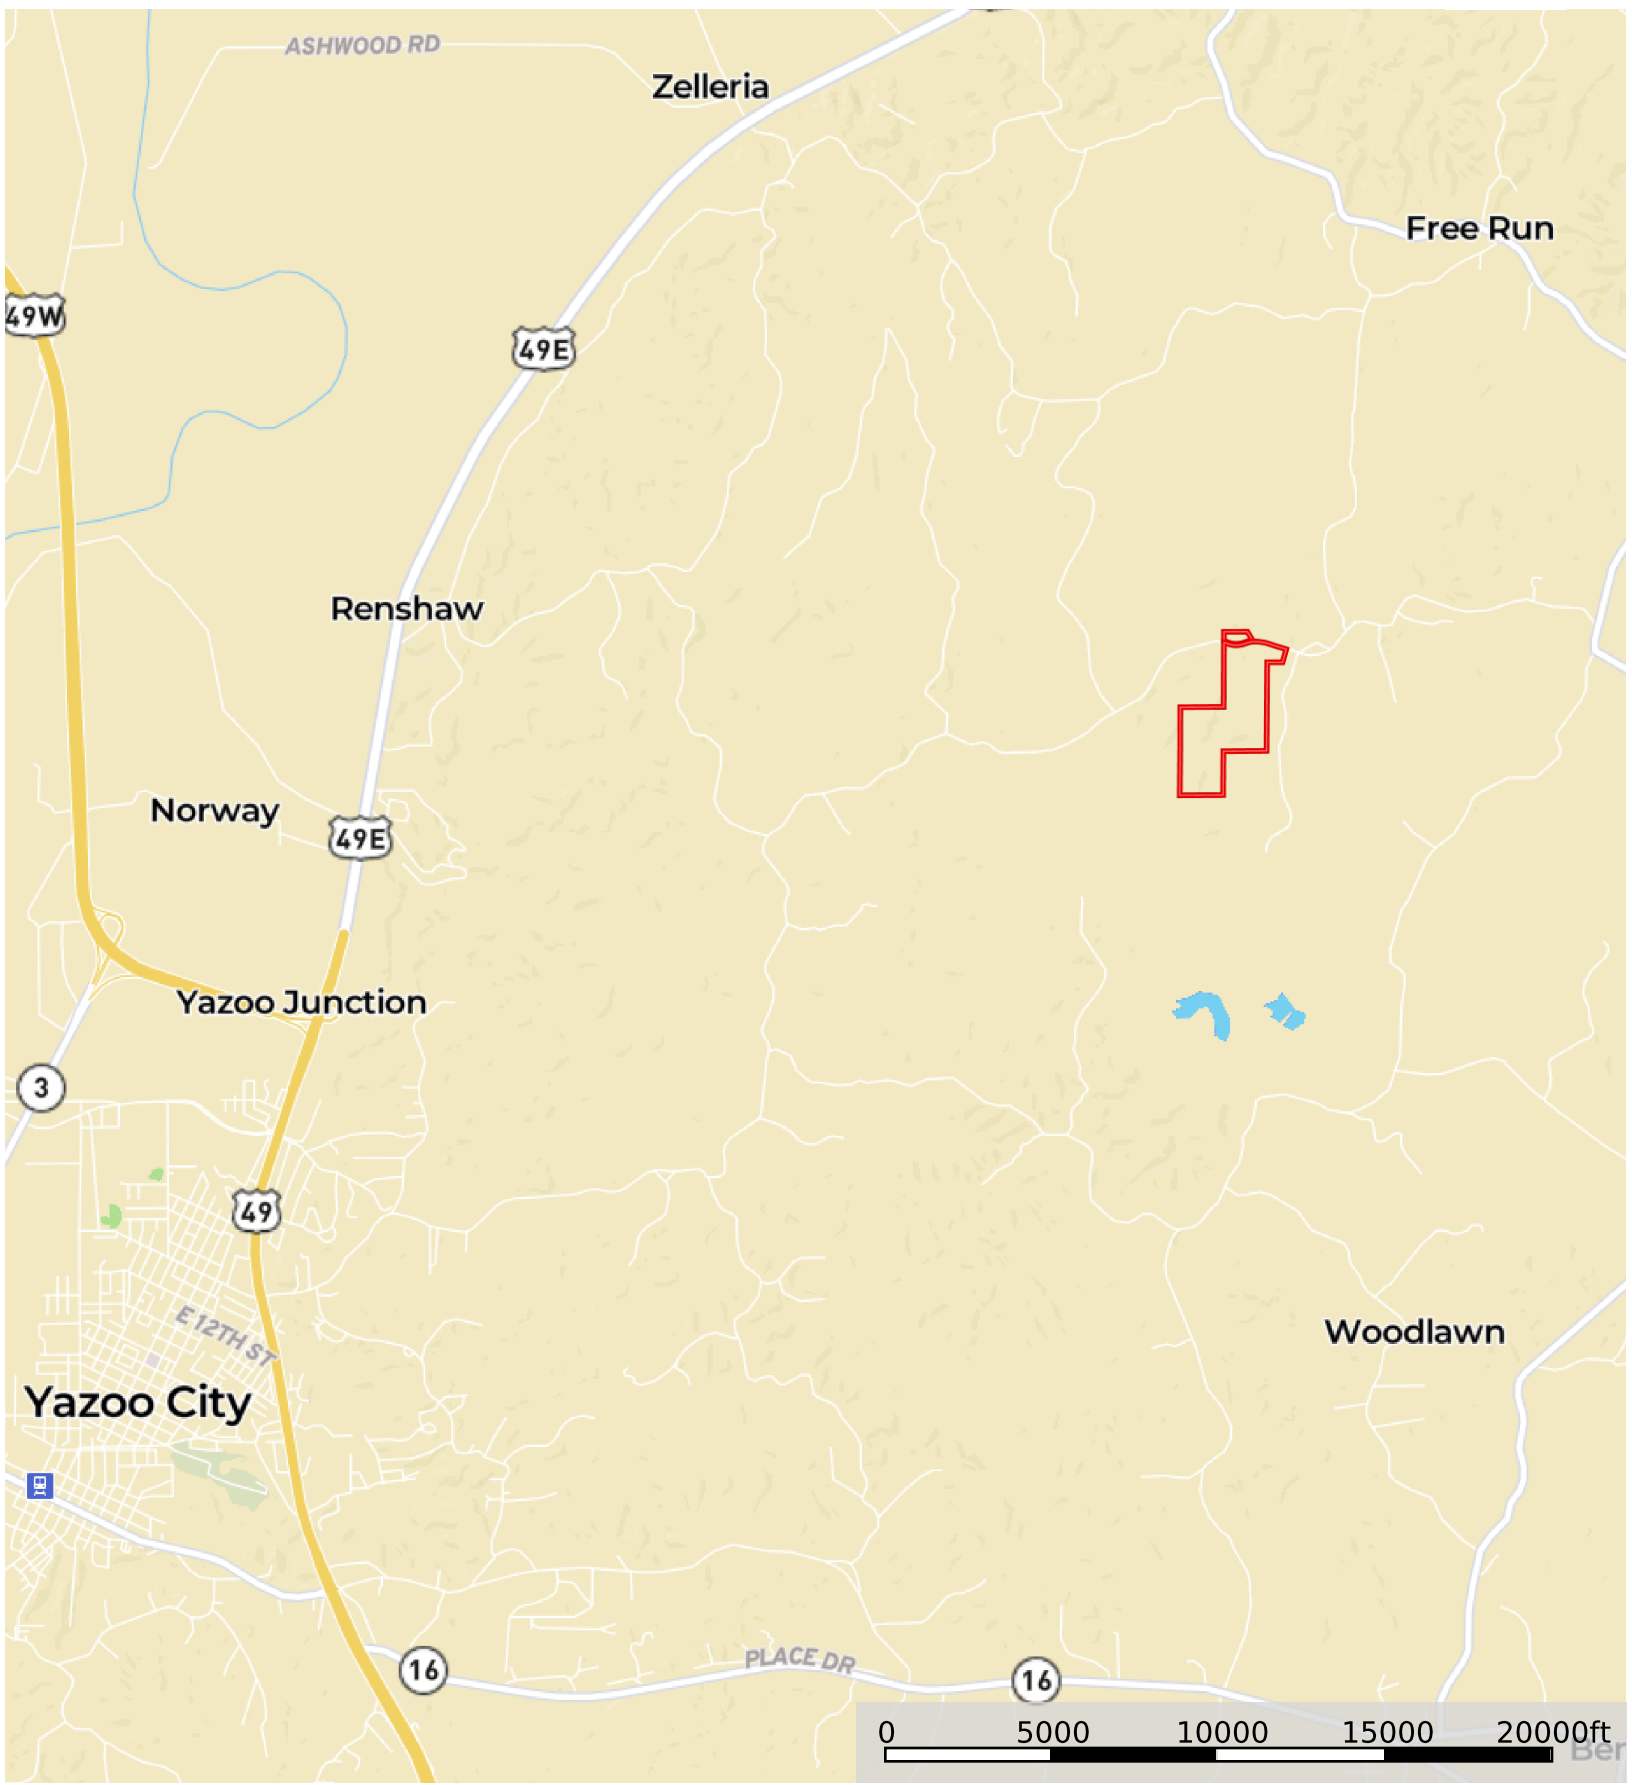 ASHWOOD RD
Zelleria
Free Run
49W
49E
Renshaw
Norway
49E
Yazoo Junction
3
49
E 12TH ST
Woodlawn
Yazoo City
PLACE DR
16
16
0 5000 10000 15000 20000ft
Ber